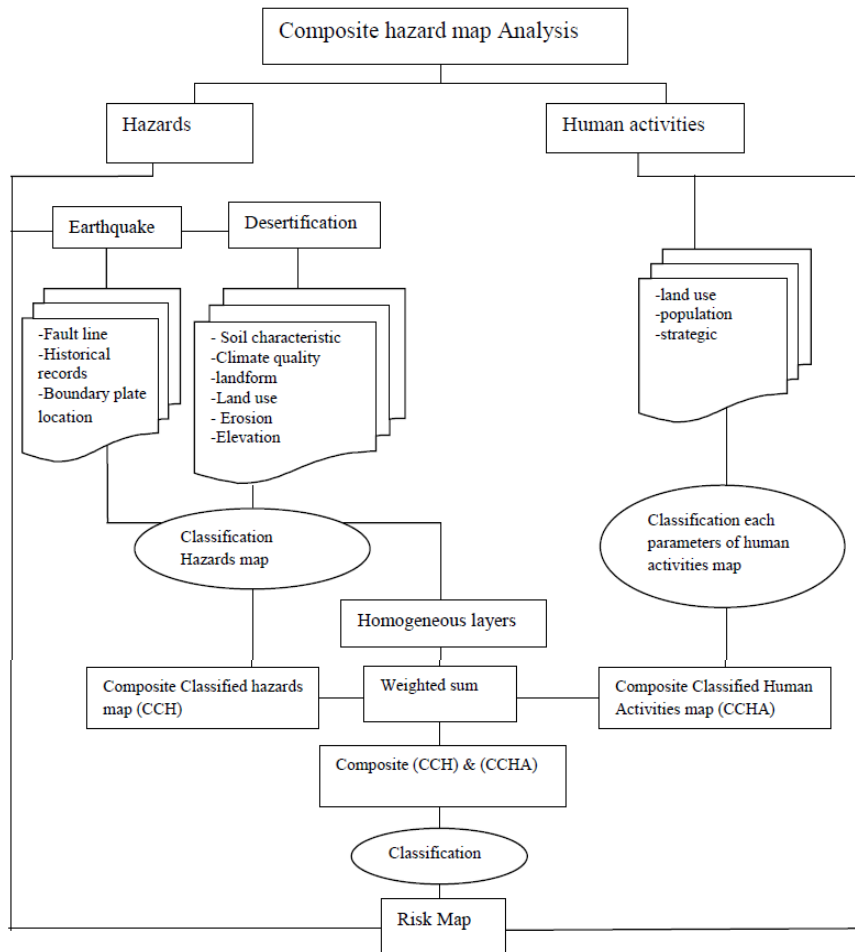 Composite hazard map Analysis
Hazards
Human activities
Earthquake
Desertification
-Fault line
-Historical
records
-Boundary plate
location
- Soil characteristic
-Climate quality
-landform
-Land use
- Erosion
-Elevation
-land use
-population
-strategic
Classification
Hazards map
Classification each
parameters of human
activities map
Homogeneous layers
Composite Classified hazards
map (CCH)
Weighted sum
Composite Classified Human
Activities map (CCHA)
Composite (CCH) & (CCHA)
Classification
Risk Map